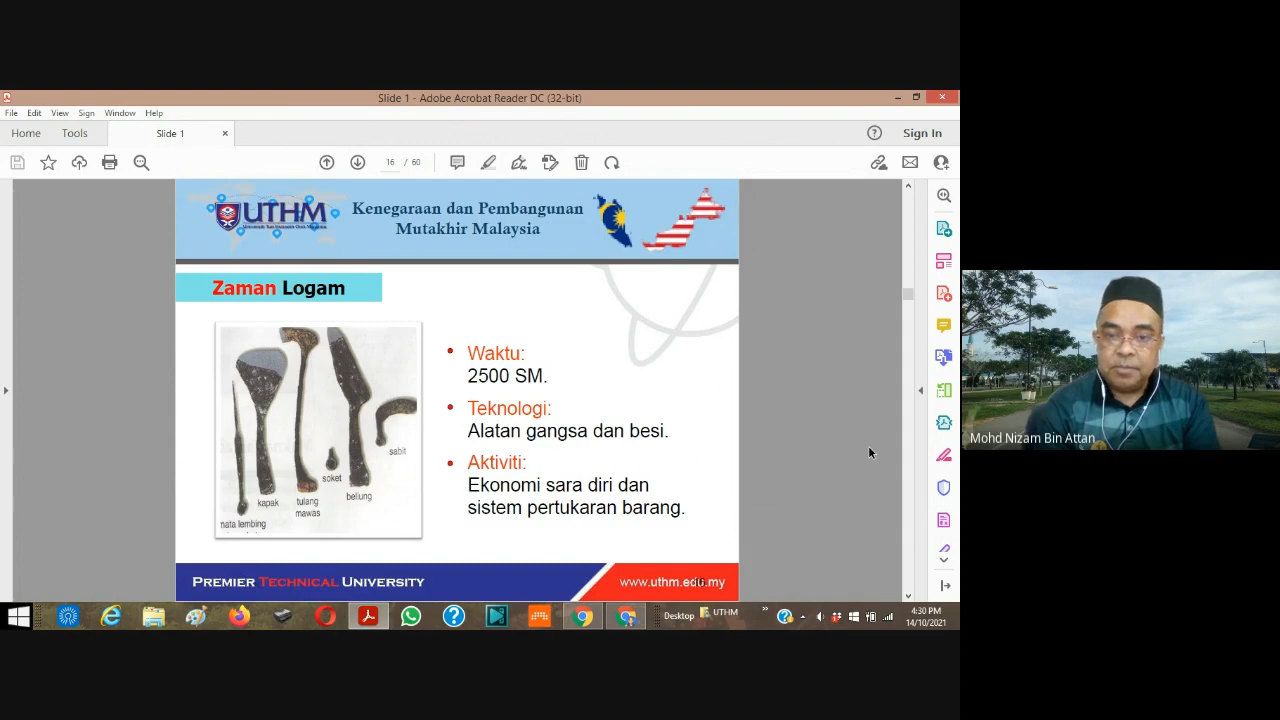 Slide 1 - Adobe Acrobat Reader DC (32-bit)
File Edit View Sign Window Help
Home Tools Slide 1 Sign In
16 / 60
UTHM
Kenegaraan dan Pembangunan
Mutakhir Malaysia
Zaman Logam
• Waktu:
2500 SM.
• Teknologi:
Alatan gangsa dan besi.
• Aktiviti:
Ekonomi sara diri dan
sistem pertukaran barang.
mata lembing
kapak
tulang
mawas
soket
beliung
sabit
PREMIER TECHNICAL UNIVERSITY
www.uthm.edu.my
Mohd Nizam Bin Attan
Desktop
UTHM
4:30 PM
14/10/2021